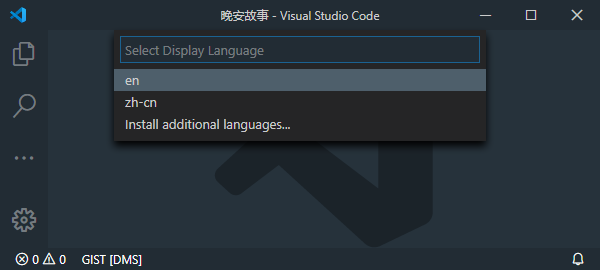 晚安故事 - Visual Studio Code
Select Display Language
en
zh-cn
Install additional languages...
0 0 GIST [DMS]